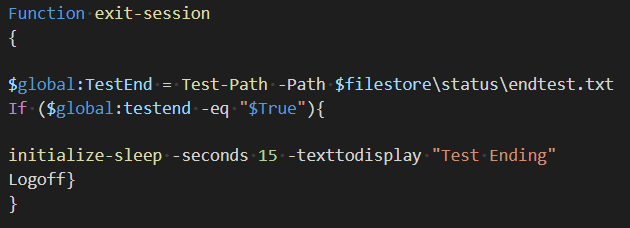 Function exit-session
{
$global:TestEnd = Test-Path -Path $filestore\status\endtest.txt
If ($global:testend -eq "$True"){
initialize-sleep -seconds 15 -texttodisplay "Test Ending"
Logoff}
}